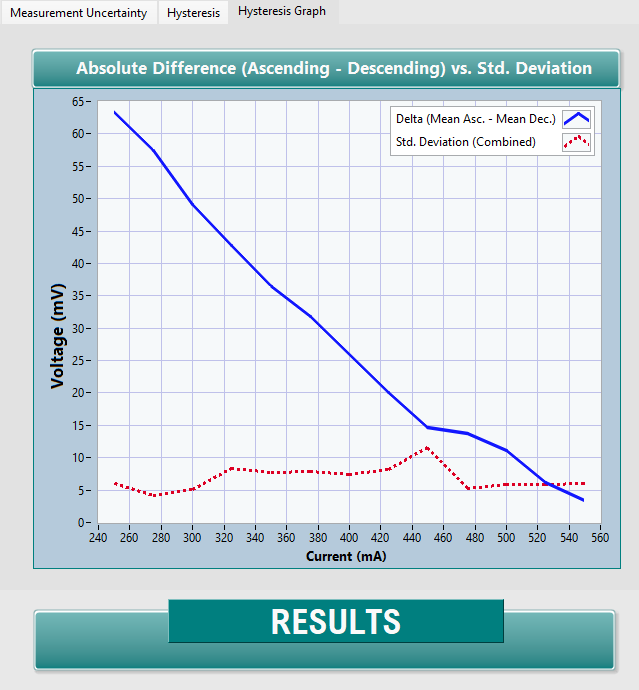 Measurement Uncertainty
Hysteresis
Hysteresis Graph
Absolute Difference (Ascending - Descending) vs. Std. Deviation
Delta (Mean Asc. - Mean Dec.)
Std. Deviation (Combined)
Voltage (mV)
65
60
55
50
45
40
35
30
25
20
15
10
5
0
240 260 280 300 320 340 360 380 400 420 440 460 480 500 520 540 560
Current (mA)
RESULTS